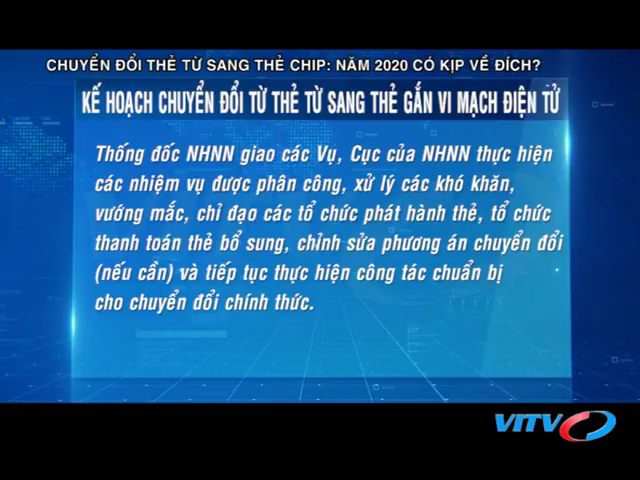 CHUYỂN ĐỔI THẺ TỪ SANG THẺ CHIP: NĂM 2020 CÓ KỊP VỀ ĐÍCH?
KẾ HOẠCH CHUYỂN ĐỔI TỪ THẺ TỪ SANG THẺ GẮN VI MẠCH ĐIỆN TỬ
Thống đốc NHNN giao các Vụ, Cục của NHNN thực hiện
các nhiệm vụ được phân công, xử lý các khó khăn,
vướng mắc, chỉ đạo các tổ chức phát hành thẻ, tổ chức
thanh toán thẻ bổ sung, chỉnh sửa phương án chuyển đổi
(nếu cần) và tiếp tục thực hiện công tác chuẩn bị
cho chuyển đổi chính thức.
VITV